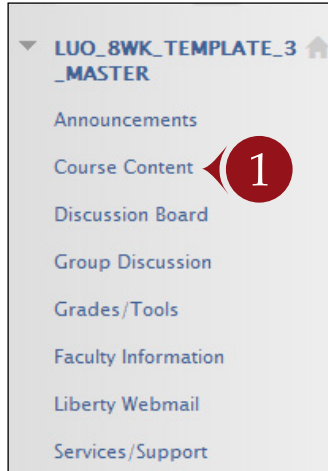 LUO_8WK_TEMPLATE_3
_MASTER
Announcements
Course Content
1
Discussion Board
Group Discussion
Grades/Tools
Faculty Information
Liberty Webmail
Services/Support